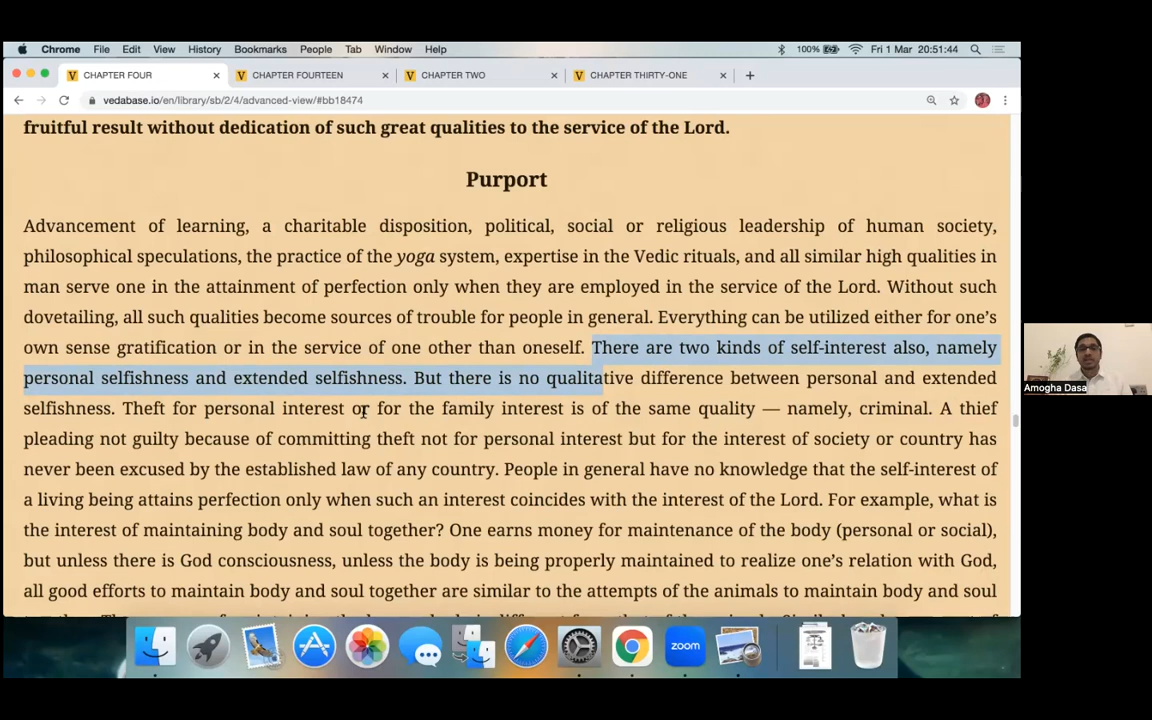 Chrome File Edit View History Bookmarks People Tab Window Help 100% Fri 1 Mar 20:51:44
CHAPTER FOUR CHAPTER FOURTEEN CHAPTER TWO CHAPTER THIRTY-ONE
vedabase.io/en/library/sb/2/4/advanced-view/#bb18474
fruitful result without dedication of such great qualities to the service of the Lord.
Purport
Advancement of learning, a charitable disposition, political, social or religious leadership of human society,
philosophical speculations, the practice of the yoga system, expertise in the Vedic rituals, and all similar high qualities in
man serve one in the attainment of perfection only when they are employed in the service of the Lord. Without such
dovetailing, all such qualities become sources of trouble for people in general. Everything can be utilized either for one's
own sense gratification or in the service of one other than oneself. There are two kinds of self-interest also, namely
personal selfishness and extended selfishness. But there is no qualitative difference between personal and extended
selfishness. Theft for personal interest or for the family interest is of the same quality — namely, criminal. A thief
pleading not guilty because of committing theft not for personal interest but for the interest of society or country has
never been excused by the established law of any country. People in general have no knowledge that the self-interest of
a living being attains perfection only when such an interest coincides with the interest of the Lord. For example, what is
the interest of maintaining body and soul together? One earns money for maintenance of the body (personal or social),
but unless there is God consciousness, unless the body is being properly maintained to realize one's relation with God,
all good efforts to maintain body and soul together are similar to the attempts of the animals to maintain body and soul
zoom
Amogha Dasa